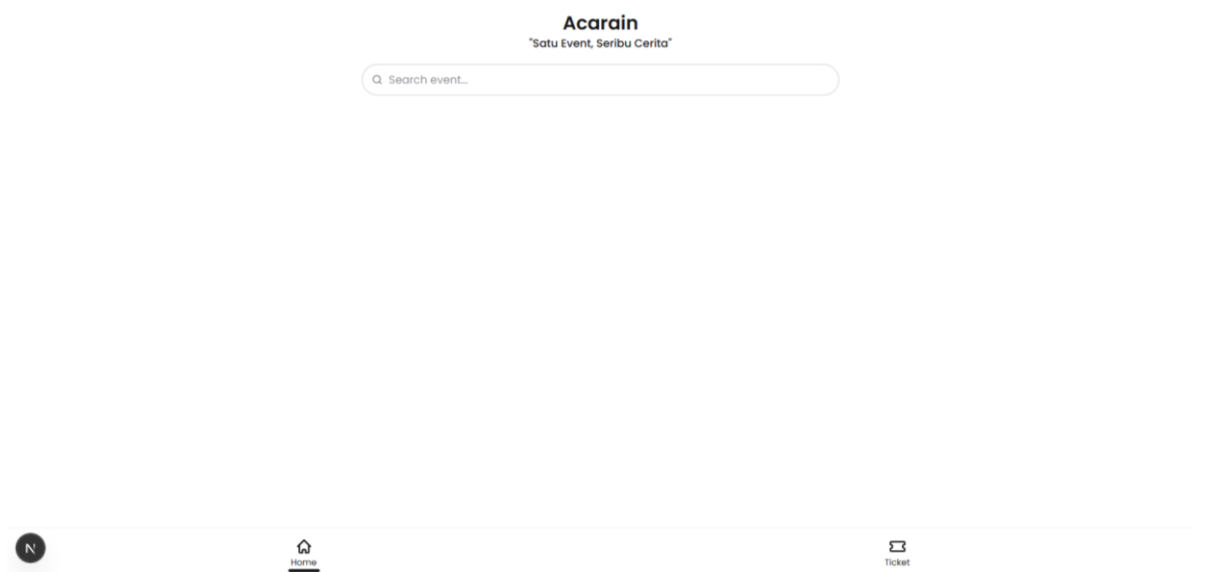 Acarain
"Satu Event, Seribu Cerita"
Search event...
N
Home
Ticket